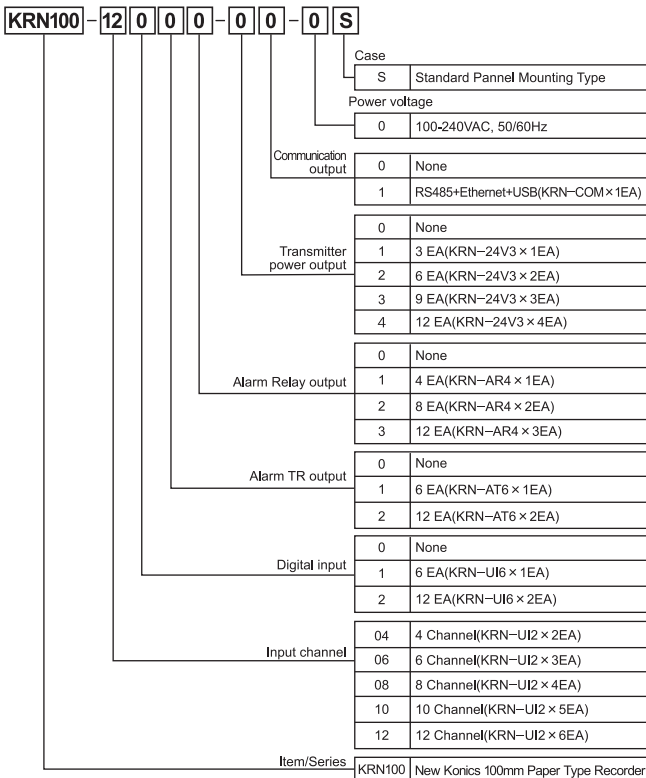 KRN100-12000-00-0S
Case
S Standard Pannel Mounting Type
Power voltage
0 100-240VAC, 50/60Hz
Communication
output
0 None
1 RS485+Ethernet+USB(KRN-COM×1EA)
Transmitter
power output
0 None
1 3 EA(KRN-24V3×1EA)
2 6 EA(KRN-24V3×2EA)
3 9 EA(KRN-24V3×3EA)
4 12 EA(KRN-24V3×4EA)
Alarm Relay output
0 None
1 4 EA(KRN-AR4×1EA)
2 8 EA(KRN-AR4×2EA)
3 12 EA(KRN-AR4×3EA)
Alarm TR output
0 None
1 6 EA(KRN-AT6×1EA)
2 12 EA(KRN-AT6×2EA)
Digital input
0 None
1 6 EA(KRN-UI6×1EA)
2 12 EA(KRN-UI6×2EA)
Input channel
04 4 Channel(KRN-UI2×2EA)
06 6 Channel(KRN-UI2×3EA)
08 8 Channel(KRN-UI2×4EA)
10 10 Channel(KRN-UI2×5EA)
12 12 Channel(KRN-UI2×6EA)
Item/Series
KRN100 New Konics 100mm Paper Type Recorder